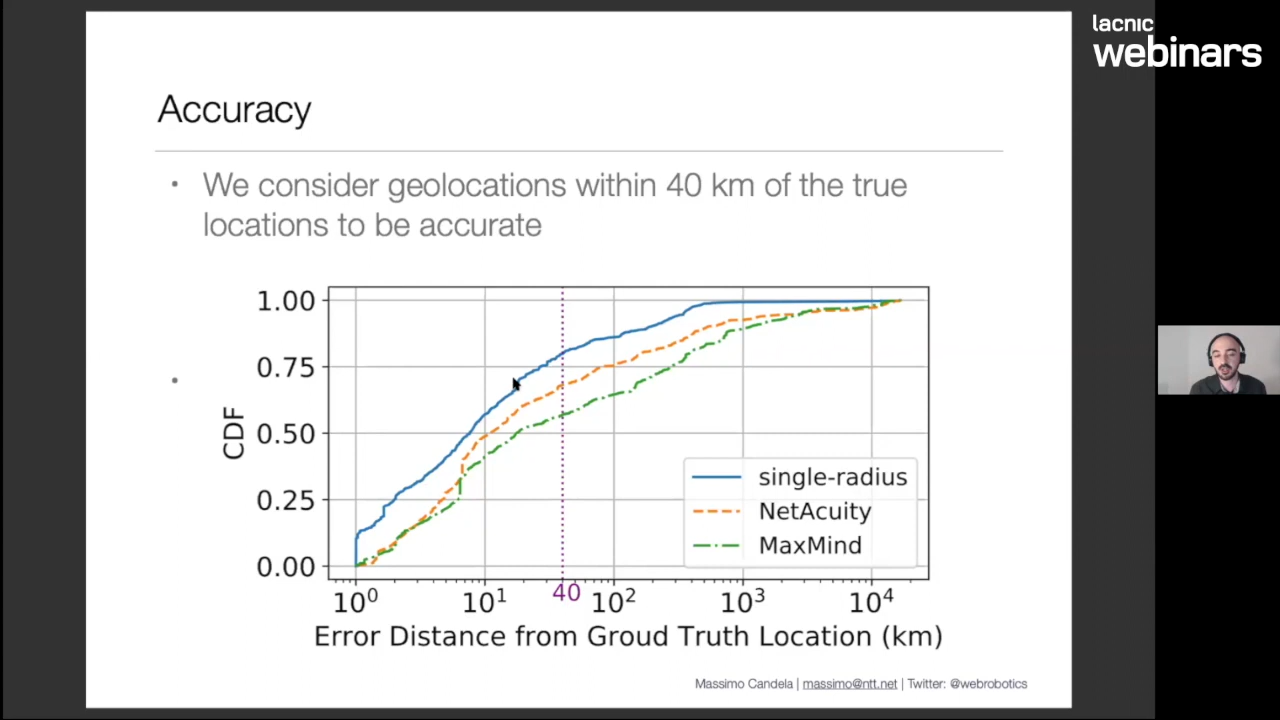 lacnic
webinars
Accuracy
• We consider geolocations within 40 km of the true
locations to be accurate
•
1.00
0.75
0.50
0.25
0.00
CDF
single-radius
NetAcuity
MaxMind
10⁰ 10¹ 40 10² 10³ 10⁴
Error Distance from Groud Truth Location (km)
Massimo Candela | massimo@ntt.net | Twitter: @webrobotics